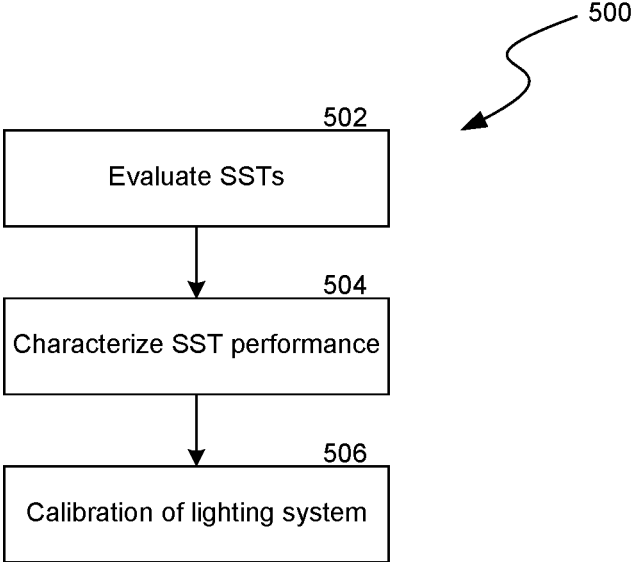 500
502
Evaluate SSTs
504
Characterize SST performance
506
Calibration of lighting system